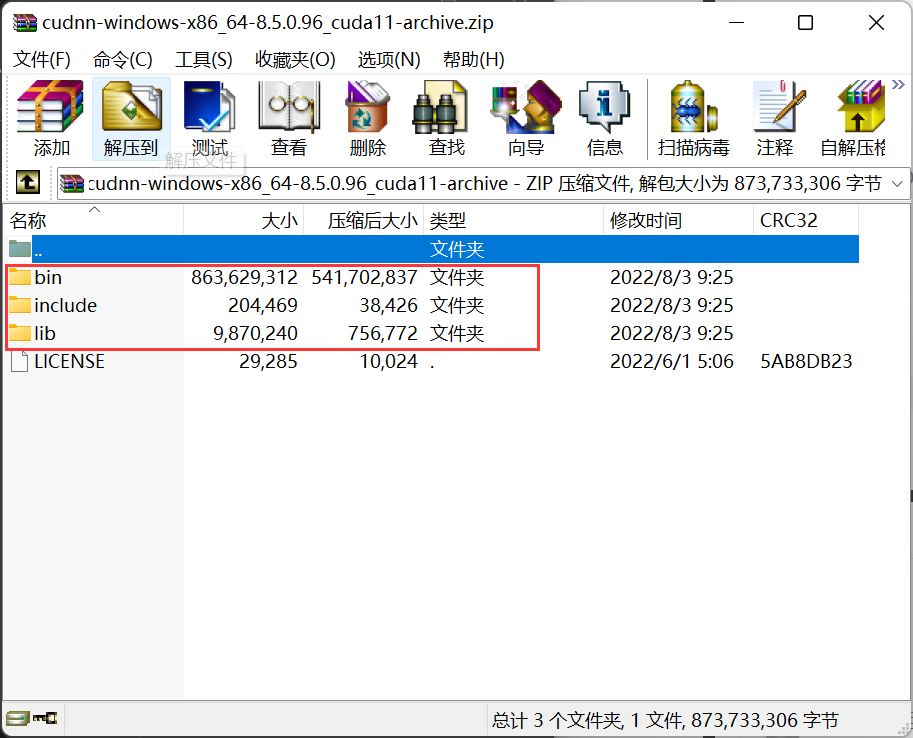 cudnn-windows-x86_64-8.5.0.96_cuda11-archive.zip
文件(F) 命令(C) 工具(S) 收藏夹(O) 选项(N) 帮助(H)
添加 解压到 测试 查看 删除 查找 向导 信息 扫描病毒 注释 自解压格
解压文件
cudnn-windows-x86_64-8.5.0.96_cuda11-archive - ZIP 压缩文件, 解包大小为 873,733,306 字节
名称 大小 压缩后大小 类型 修改时间 CRC32
.. 文件夹
bin 863,629,312 541,702,837 文件夹 2022/8/3 9:25
include 204,469 38,426 文件夹 2022/8/3 9:25
lib 9,870,240 756,772 文件夹 2022/8/3 9:25
LICENSE 29,285 10,024 . 2022/6/1 5:06 5AB8DB23
总计 3 个文件夹, 1 文件, 873,733,306 字节